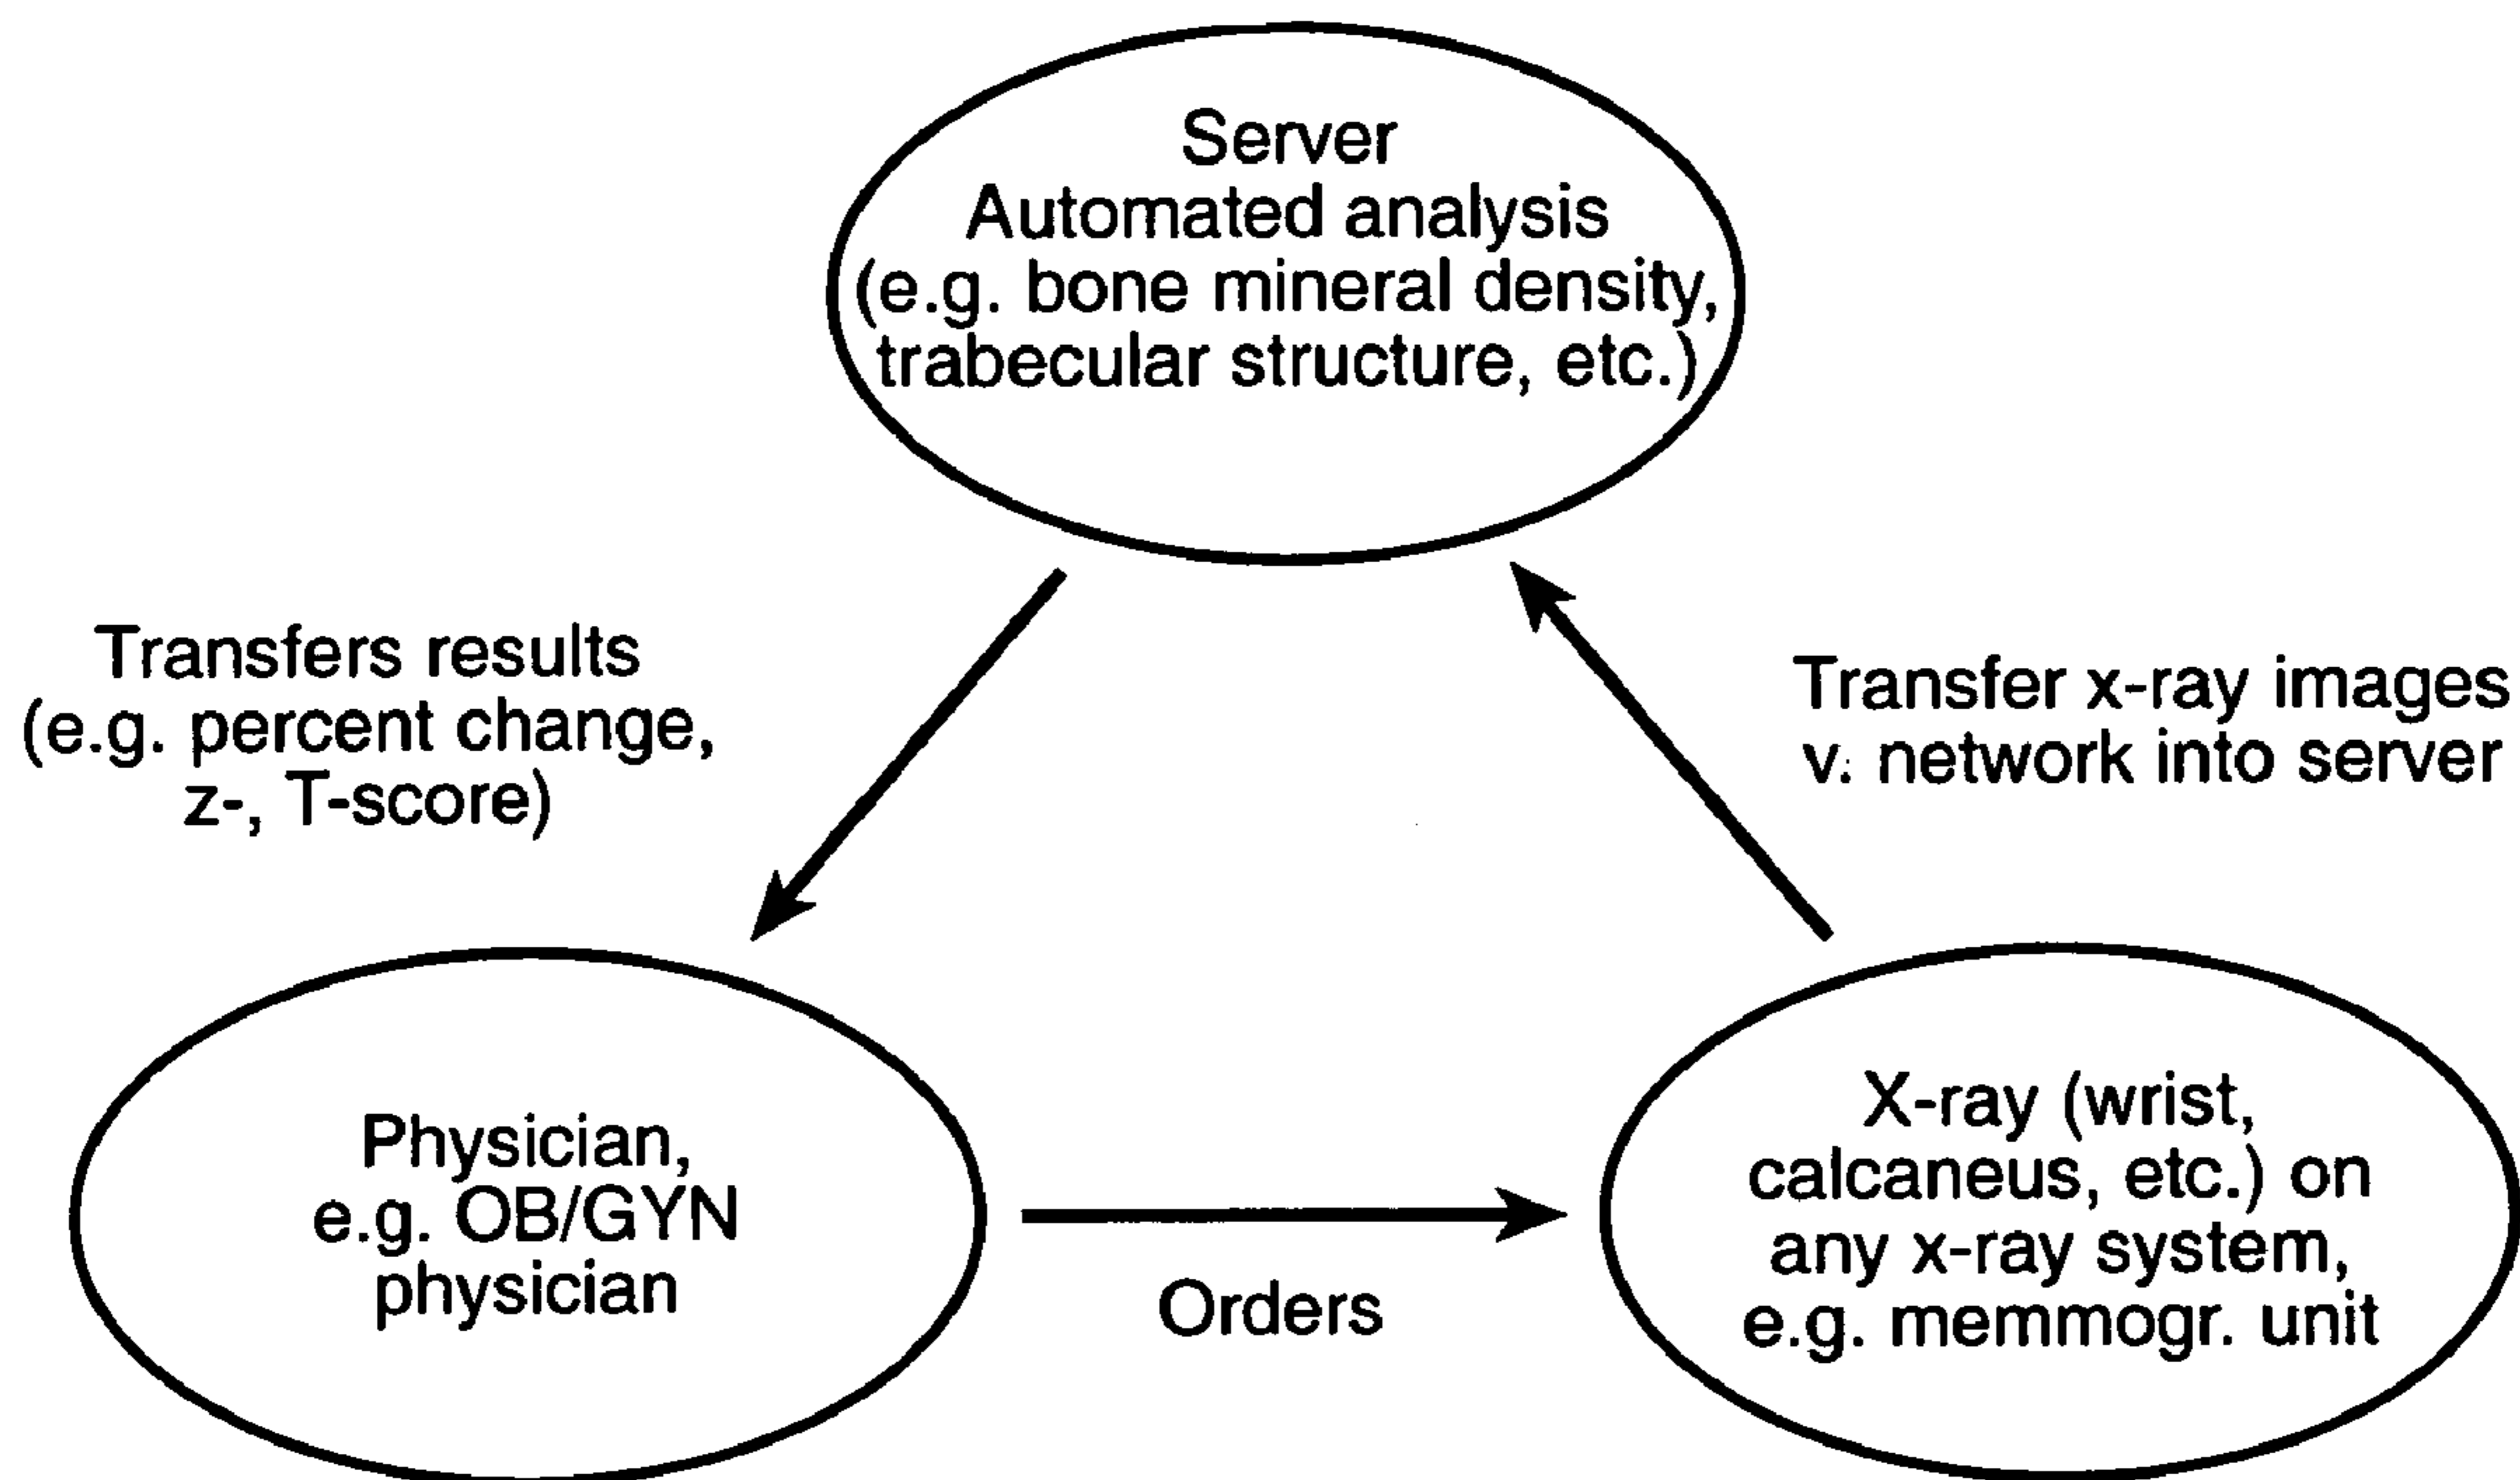 Server
Automated analysis
(e.g. bone mineral density,
trabecular structure, etc.)
Transfers results
(e.g. percent change,
z-, T-score)
Transfer x-ray images
v. network into server
Physician,
e.g. OB/GYN
physician
Orders
X-ray (wrist,
calcaneus, etc.) on
any x-ray system,
e.g. memmogr. unit